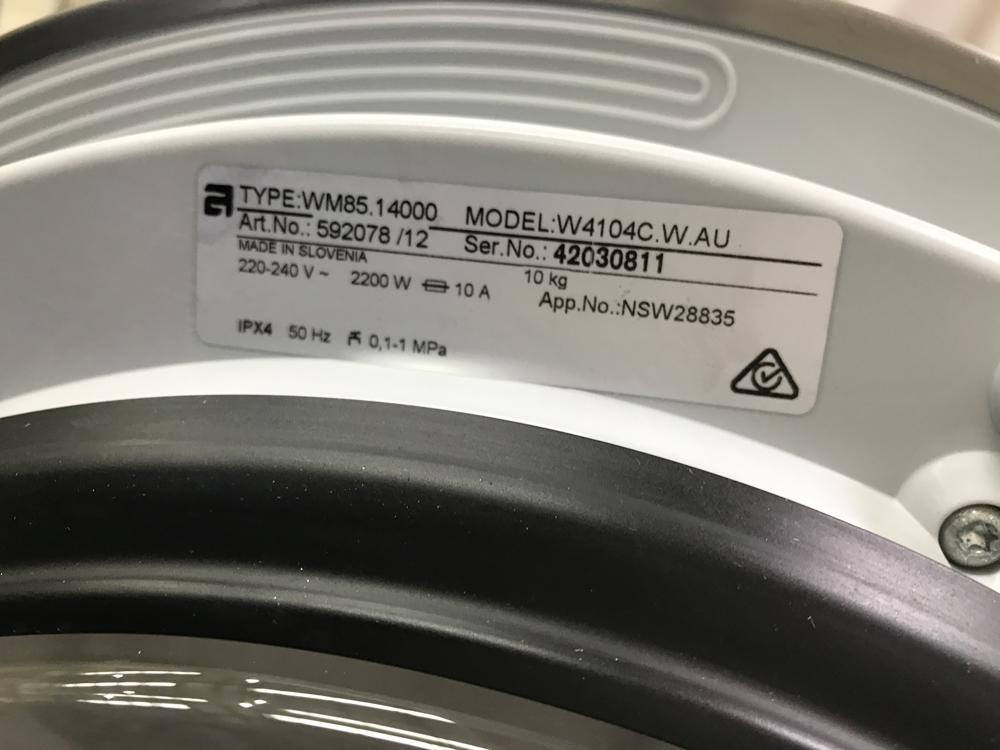 TYPE:WM85.14000 MODEL:W4104C.W.AU
Art.No.: 592078 /12 Ser.No.: 42030811
MADE IN SLOVENIA
220-240 V ~ 2200 W 10 A 10 kg
App.No.:NSW28835
IPX4 50 Hz 0,1-1 MPa